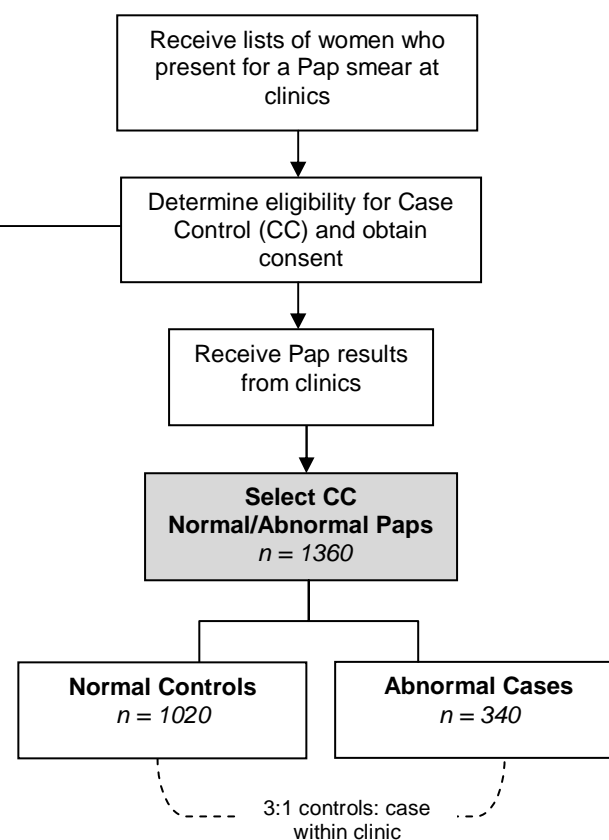 Receive lists of women who
present for a Pap smear at
clinics
Determine eligibility for Case
Control (CC) and obtain
consent
Receive Pap results
from clinics
Select CC
Normal/Abnormal Paps
n = 1360
Normal Controls
n = 1020
Abnormal Cases
n = 340
3:1 controls: case
within clinic